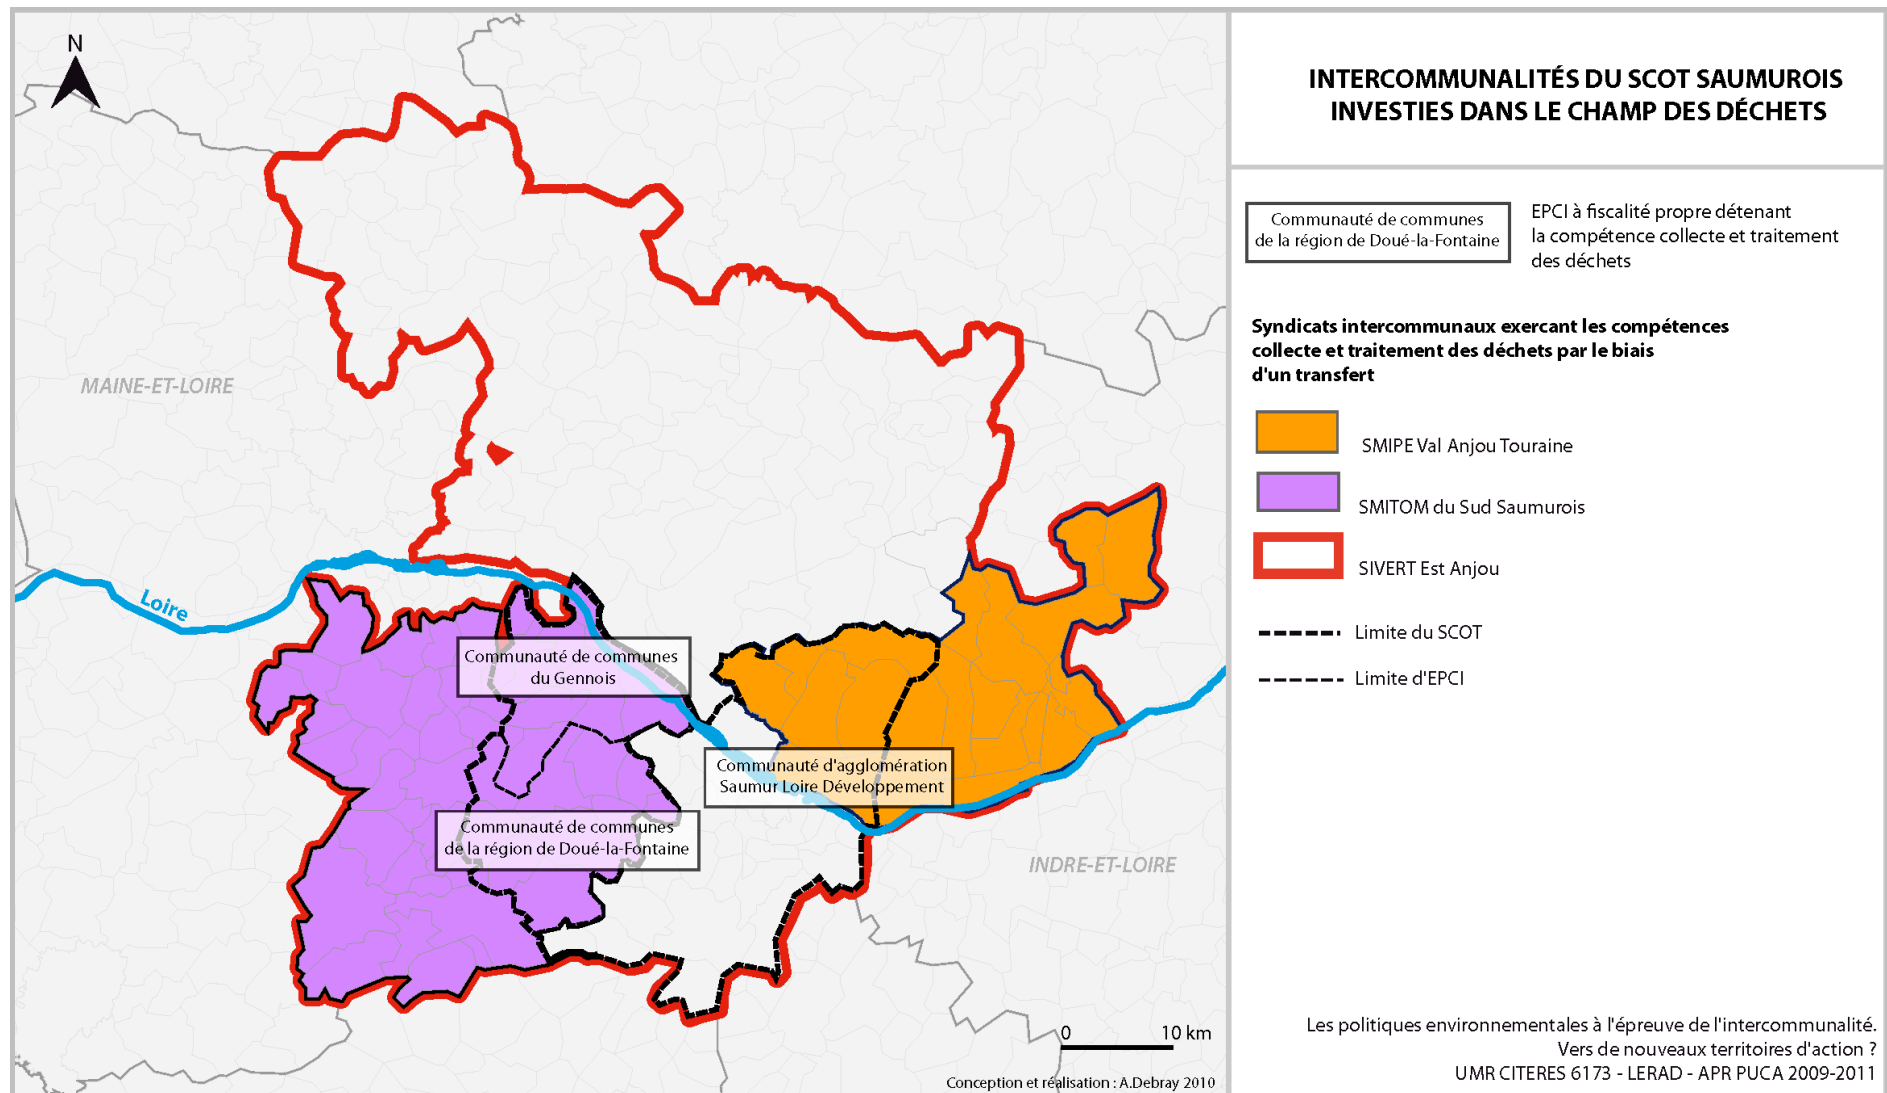 N
MAINE-ET-LOIRE
Loire
Communauté de communes
du Gennois
Communauté d'agglomération
Saumur Loire Développement
Communauté de communes
de la région de Doué-la-Fontaine
INDRE-ET-LOIRE
0 10 km
Conception et réalisation : A.Debray 2010
INTERCOMMUNALITÉS DU SCOT SAUMUROIS
INVESTIES DANS LE CHAMP DES DÉCHETS
Communauté de communes
de la région de Doué-la-Fontaine
EPCI à fiscalité propre détenant
la compétence collecte et traitement
des déchets
Syndicats intercommunaux exercant les compétences
collecte et traitement des déchets par le biais
d'un transfert
SMIPE Val Anjou Touraine
SMITOM du Sud Saumurois
SIVERT Est Anjou
Limite du SCOT
Limite d'EPCI
Les politiques environnementales à l'épreuve de l'intercommunalité.
Vers de nouveaux territoires d'action ?
UMR CITERES 6173 - LERAD - APR PUCA 2009-2011